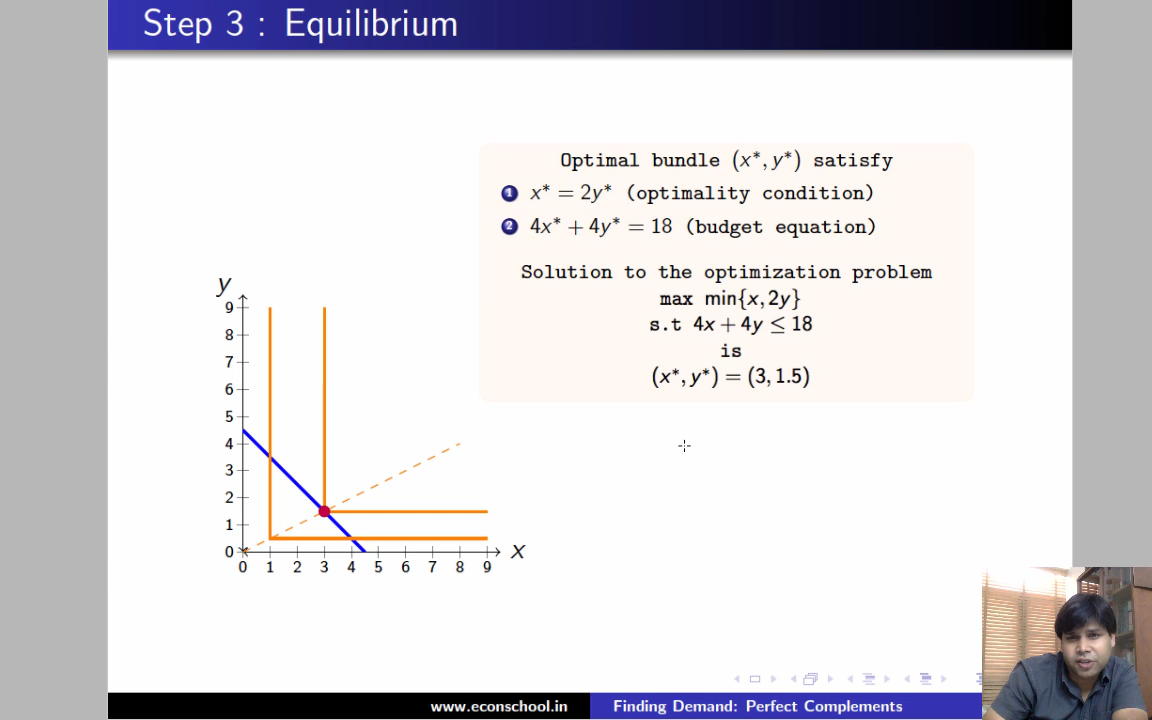 Step 3 : Equilibrium
Optimal bundle (x*, y*) satisfy
1 x* = 2y* (optimality condition)
2 4x* + 4y* = 18 (budget equation)
Solution to the optimization problem
max min{x, 2y}
s.t 4x + 4y ≤ 18
is
(x*, y*) = (3, 1.5)
y
9
8
7
6
5
4
3
2
1
0
x
0 1 2 3 4 5 6 7 8 9
www.econschool.in
Finding Demand: Perfect Complements